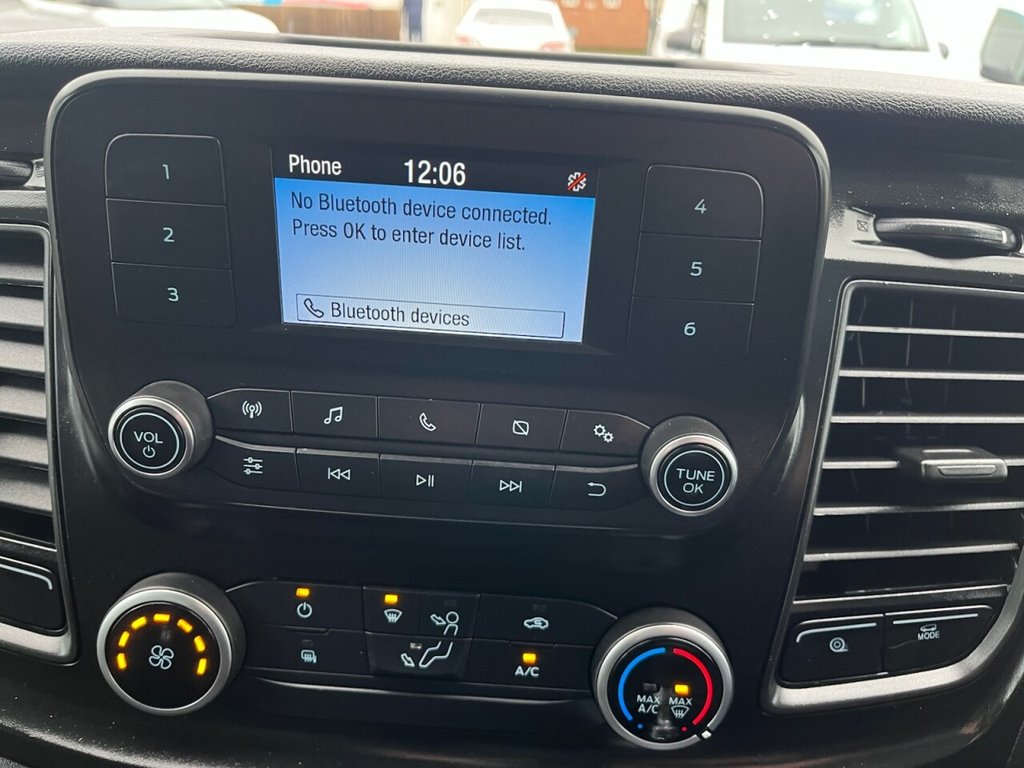 Phone 12:06
No Bluetooth device connected.
Press OK to enter device list.
Bluetooth devices
1
2
3
4
5
6
VOL
TUNE
OK
A/C
MAX
A/C
MAX
MODE